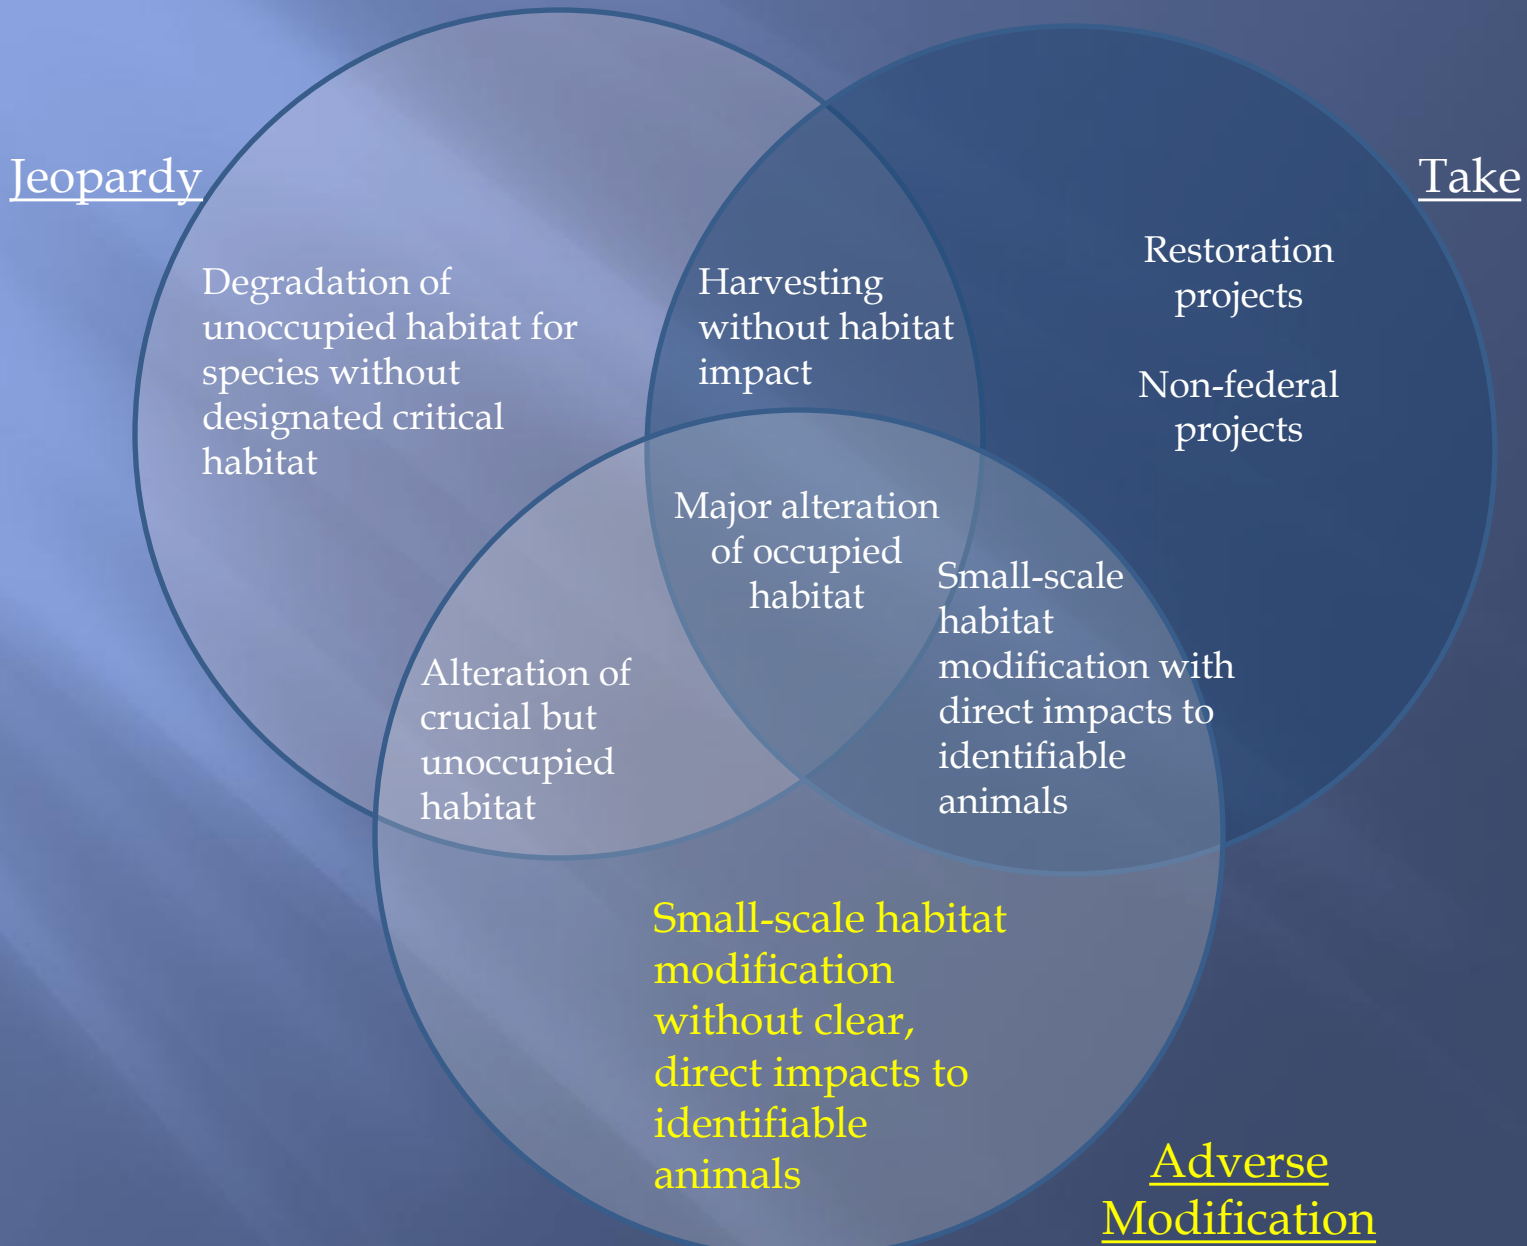 Jeopardy
Take
Degradation of
unoccupied habitat for
species without
designated critical
habitat
Harvesting
without habitat
impact
Restoration
projects
Non-federal
projects
Major alteration
of occupied
habitat
Small-scale
habitat
modification with
direct impacts to
identifiable
animals
Alteration of
crucial but
unoccupied
habitat
Small-scale habitat
modification
without clear,
direct impacts to
identifiable
animals
Adverse
Modification